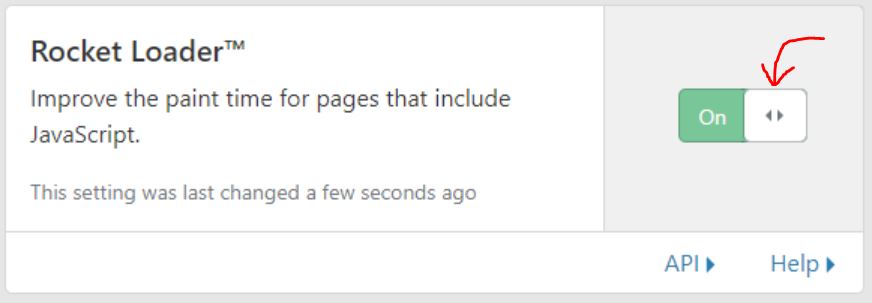 Rocket Loader™
Improve the paint time for pages that include
JavaScript.
On
This setting was last changed a few seconds ago
API
Help